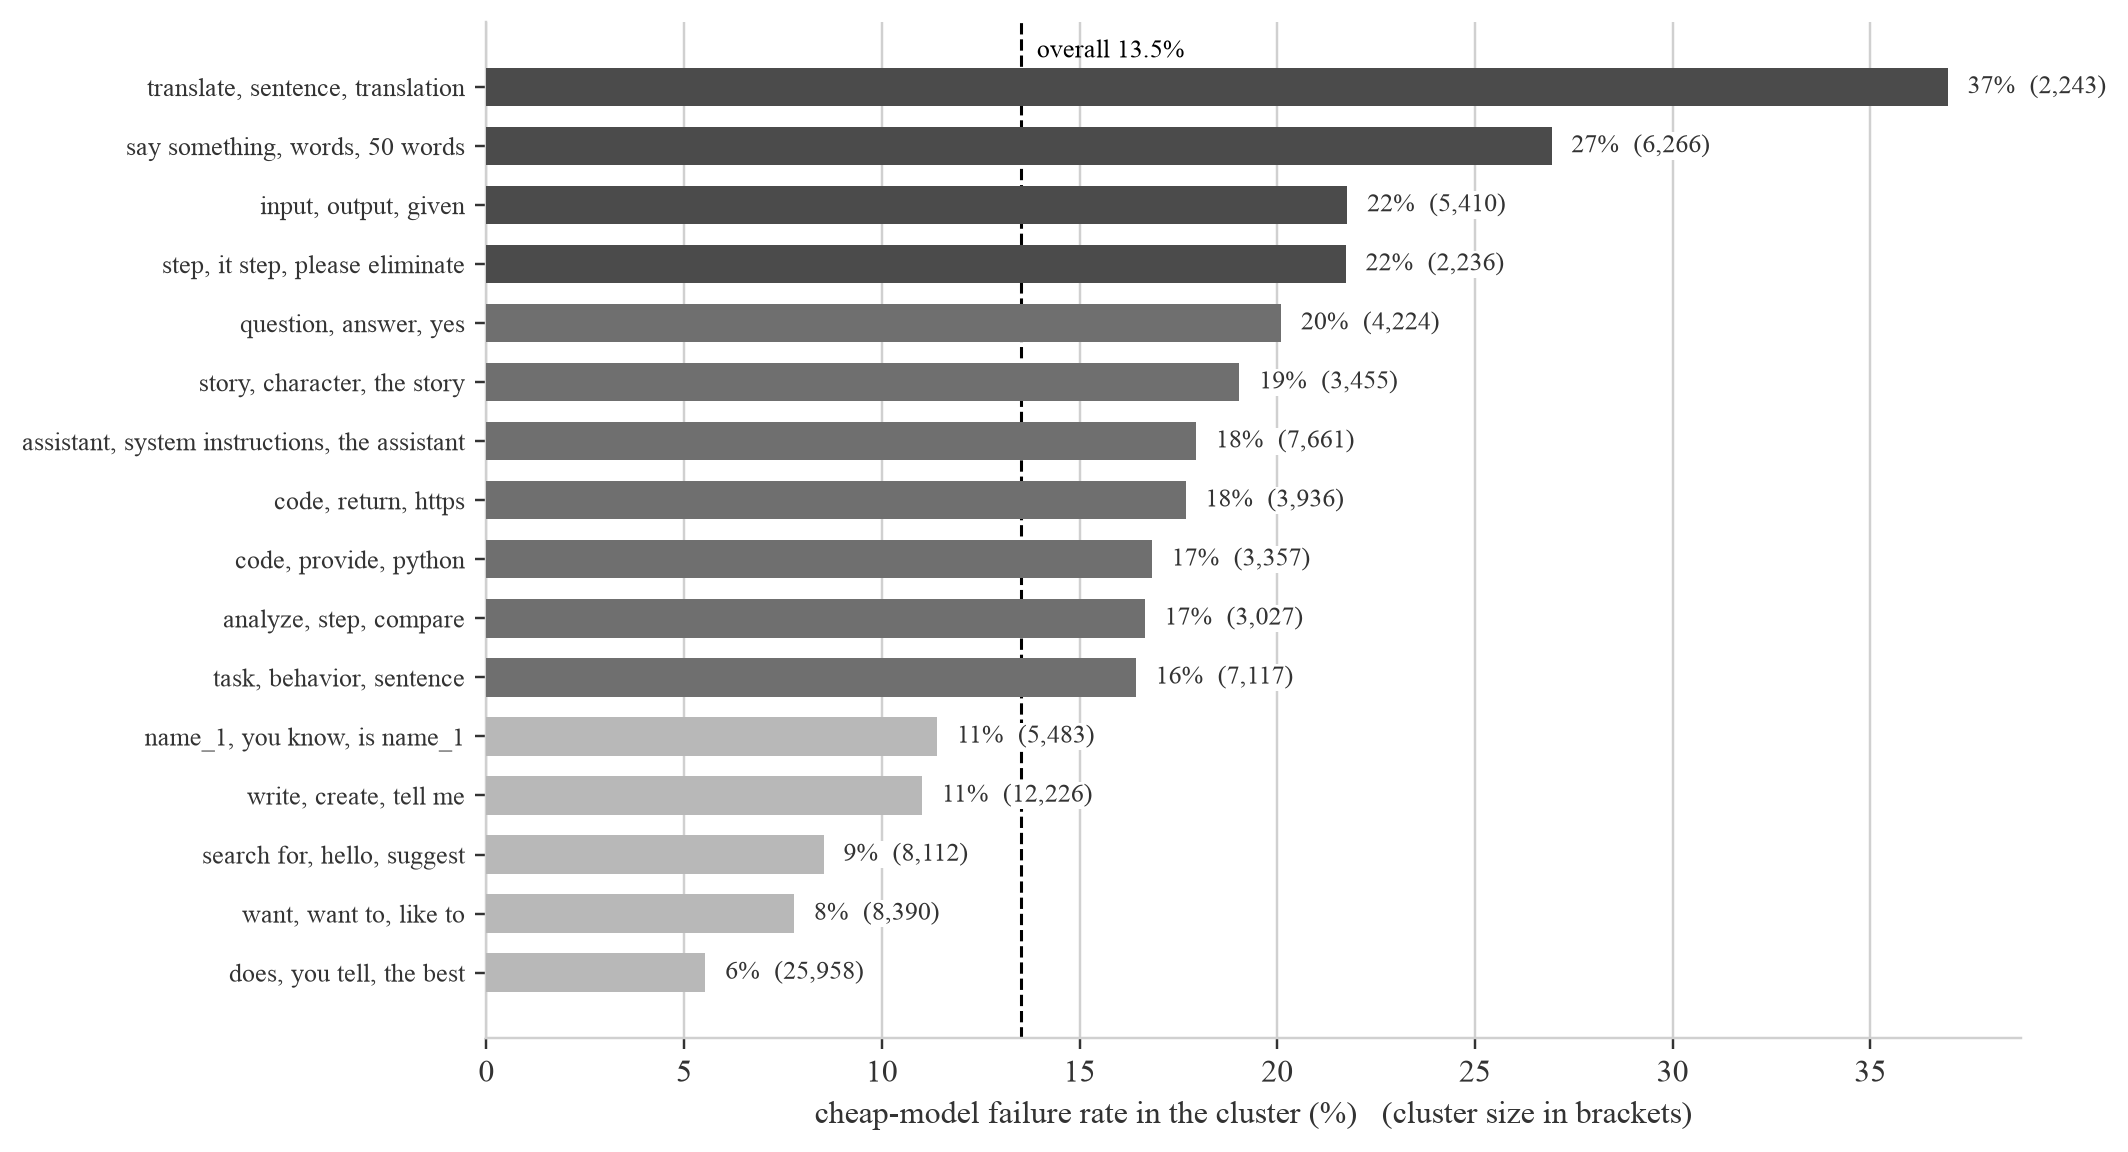 overall 13.5%
translate, sentence, translation 37% (2,243)
say something, words, 50 words 27% (6,266)
input, output, given 22% (5,410)
step, it step, please eliminate 22% (2,236)
question, answer, yes 20% (4,224)
story, character, the story 19% (3,455)
assistant, system instructions, the assistant 18% (7,661)
code, return, https 18% (3,936)
code, provide, python 17% (3,357)
analyze, step, compare 17% (3,027)
task, behavior, sentence 16% (7,117)
name_1, you know, is name_1 11% (5,483)
write, create, tell me 11% (12,226)
search for, hello, suggest 9% (8,112)
want, want to, like to 8% (8,390)
does, you tell, the best 6% (25,958)
0 5 10 15 20 25 30 35
cheap-model failure rate in the cluster (%) (cluster size in brackets)